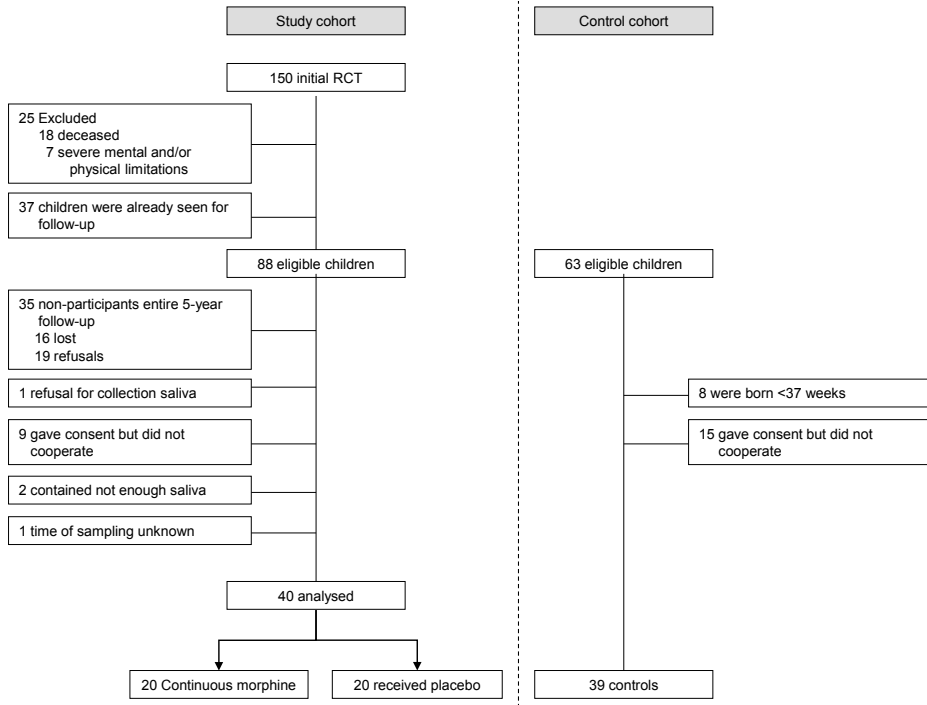 Study cohort
Control cohort
150 initial RCT
25 Excluded
18 deceased
7 severe mental and/or
physical limitations
37 children were already seen for
follow-up
88 eligible children
63 eligible children
35 non-participants entire 5-year
follow-up
16 lost
19 refusals
1 refusal for collection saliva
8 were born <37 weeks
9 gave consent but did not
cooperate
15 gave consent but did not
cooperate
2 contained not enough saliva
1 time of sampling unknown
40 analysed
20 Continuous morphine
20 received placebo
39 controls